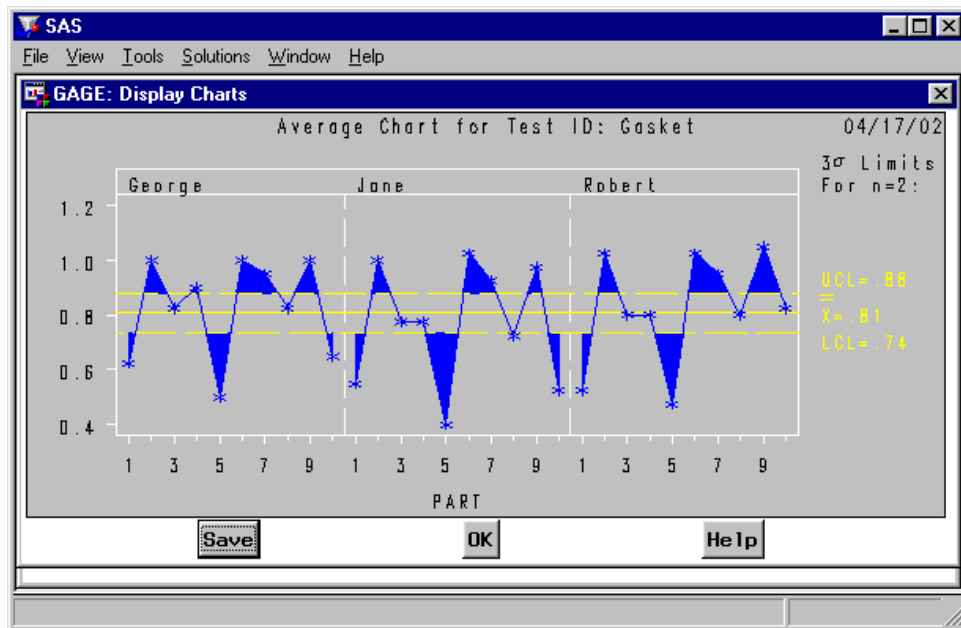 SAS
File View Tools Solutions Window Help
GAGE: Display Charts
Average Chart for Test ID: Gasket 04/17/02
3σ Limits
For n=2:
George Jane Robert
1.2
1.0
0.8
0.6
0.4
UCL=.88
X=.81
LCL=.74
1 3 5 7 9 1 3 5 7 9 1 3 5 7 9
PART
Save OK Help